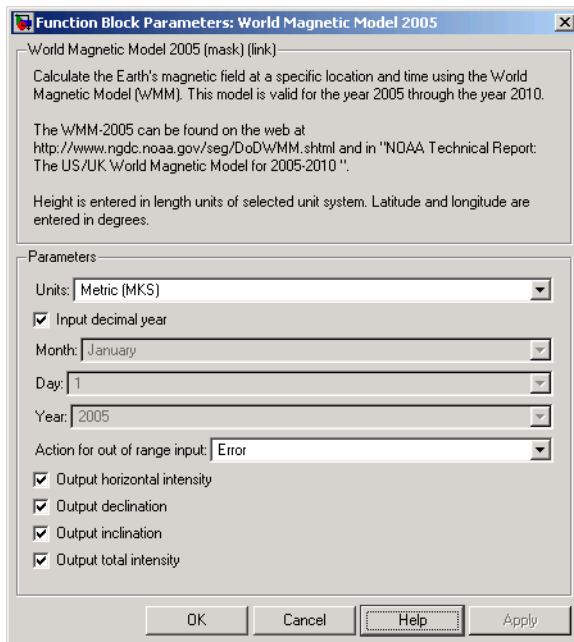 Function Block Parameters: World Magnetic Model 2005
World Magnetic Model 2005 (mask) (link)
Calculate the Earth's magnetic field at a specific location and time using the World
Magnetic Model (WMM). This model is valid for the year 2005 through the year 2010.
The WMM-2005 can be found on the web at
http://www.ngdc.noaa.gov/seg/DoDWMM.shtml and in "NOAA Technical Report:
The US/UK World Magnetic Model for 2005-2010 ".
Height is entered in length units of selected unit system. Latitude and longitude are
entered in degrees.
Parameters
Units: Metric (MKS)
Input decimal year
Month: January
Day: 1
Year: 2005
Action for out of range input: Error
Output horizontal intensity
Output declination
Output inclination
Output total intensity
OK Cancel Help Apply